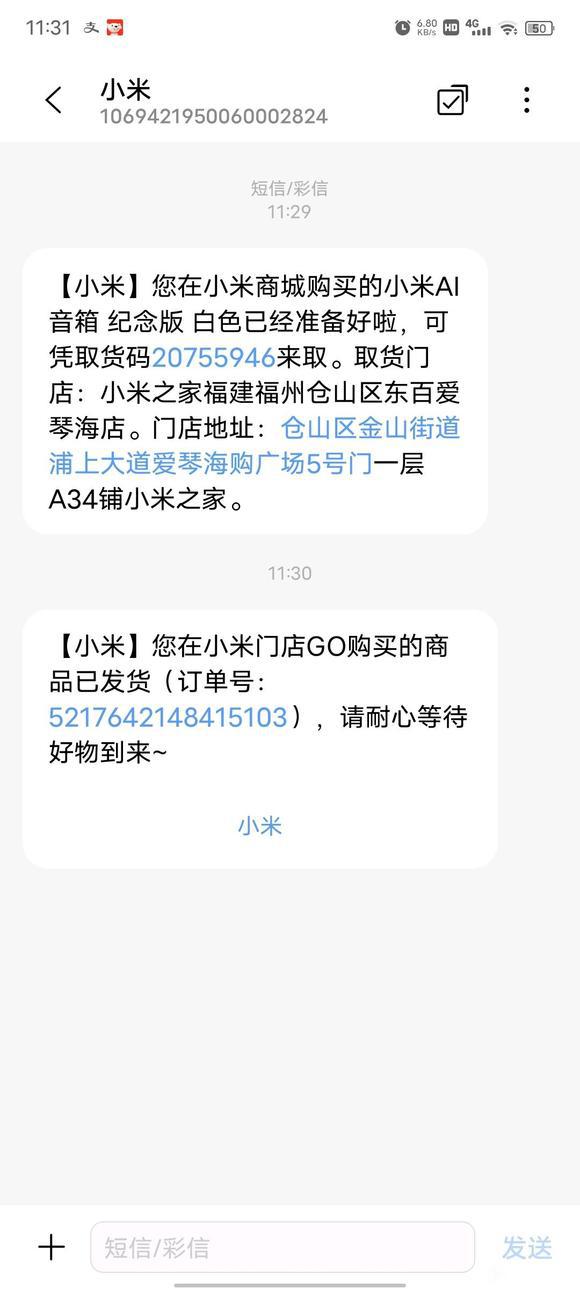 11:31 支 6.80 KB/s HD 4G 50
小米
1069421950060002824
短信/彩信
11:29
【小米】您在小米商城购买的小米AI
音箱 纪念版 白色已经准备好啦，可
凭取货码20755946来取。取货门
店：小米之家福建福州仓山区东百爱
琴海店。门店地址：仓山区金山街道
浦上大道爱琴海购广场5号门一层
A34铺小米之家。
11:30
【小米】您在小米门店GO购买的商
品已发货（订单号：
5217642148415103），请耐心等待
好物到来~
小米
短信/彩信
发送